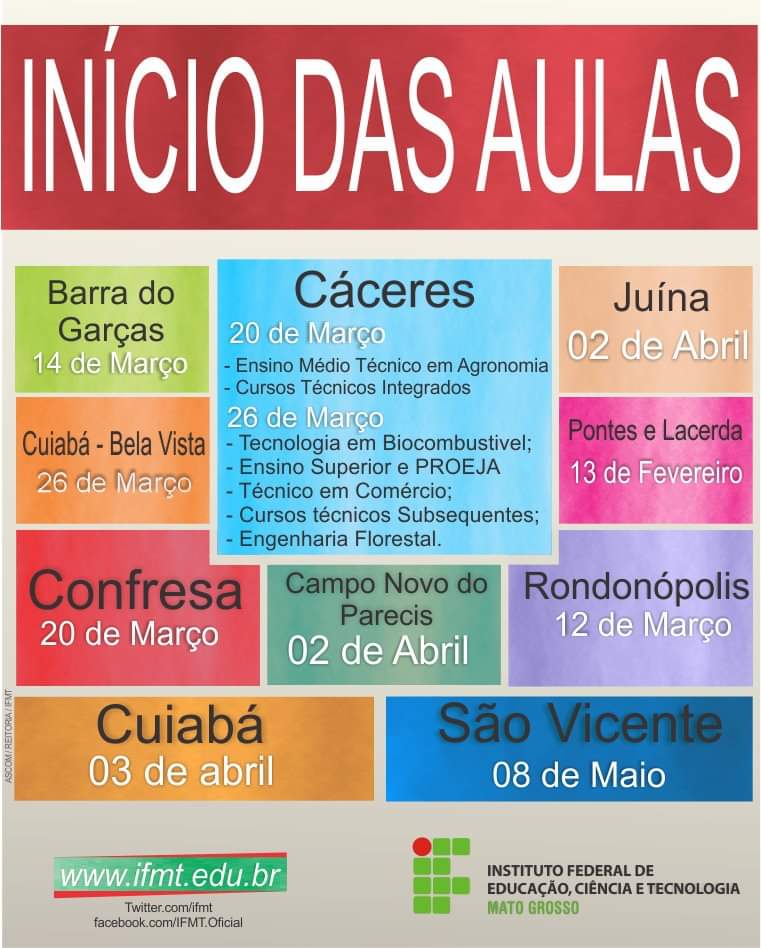 INÍCIO DAS AULAS
Barra do
Garças
14 de Março
Cáceres
20 de Março
- Ensino Médio Técnico em Agronomia
- Cursos Técnicos Integrados
26 de Março
- Tecnologia em Biocombustivel;
- Ensino Superior e PROEJA
- Técnico em Comércio;
- Cursos técnicos Subsequentes;
- Engenharia Florestal.
Juína
02 de Abril
Cuiabá - Bela Vista
26 de Março
Pontes e Lacerda
13 de Fevereiro
Confresa
20 de Março
Campo Novo do
Parecis
02 de Abril
Rondonópolis
12 de Março
Cuiabá
03 de abril
São Vicente
08 de Maio
ASCOM / REITORIA / IFMT
www.ifmt.edu.br
Twitter.com/ifmt
facebook.com/IFMT.Oficial
INSTITUTO FEDERAL DE
EDUCAÇÃO, CIÊNCIA E TECNOLOGIA
MATO GROSSO